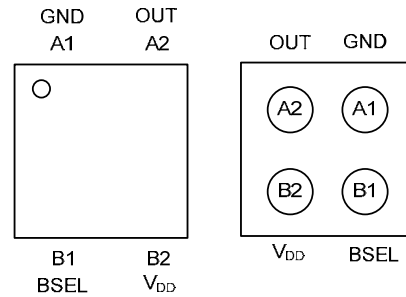 GND OUT
A1 A2
B1 B2
BSEL VDD
OUT GND
A2 A1
B2 B1
VDD BSEL